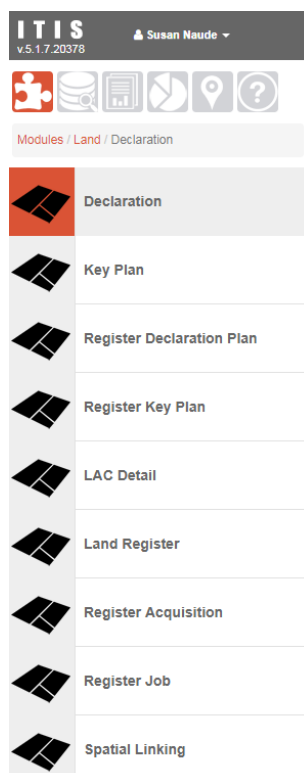 ITIS
v.5.1.7.20378
Susan Naude
Modules / Land / Declaration
Declaration
Key Plan
Register Declaration Plan
Register Key Plan
LAC Detail
Land Register
Register Acquisition
Register Job
Spatial Linking